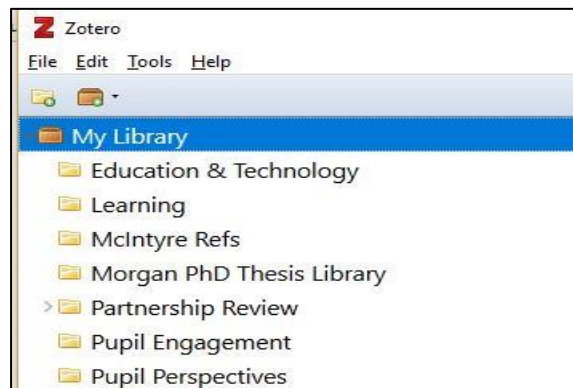 Zotero
File Edit Tools Help
My Library
Education & Technology
Learning
McIntyre Refs
Morgan PhD Thesis Library
Partnership Review
Pupil Engagement
Pupil Perspectives